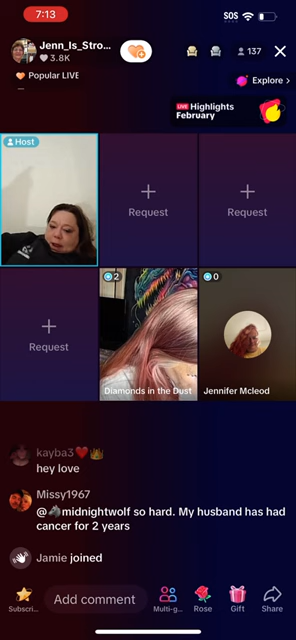 7:13
SOS
Jenn_Is_Stro...
3.8K
137
Popular LIVE
Explore >
LIVE Highlights
February
Host
Request
Request
Request
2
0
Diamonds in the Dust
Jennifer Mcleod
kayba3❤️👑
hey love
Missy1967
@🐴midnightwolf so hard. My husband has had
cancer for 2 years
Jamie joined
Subscri...
Add comment
Multi-g...
Rose
Gift
Share